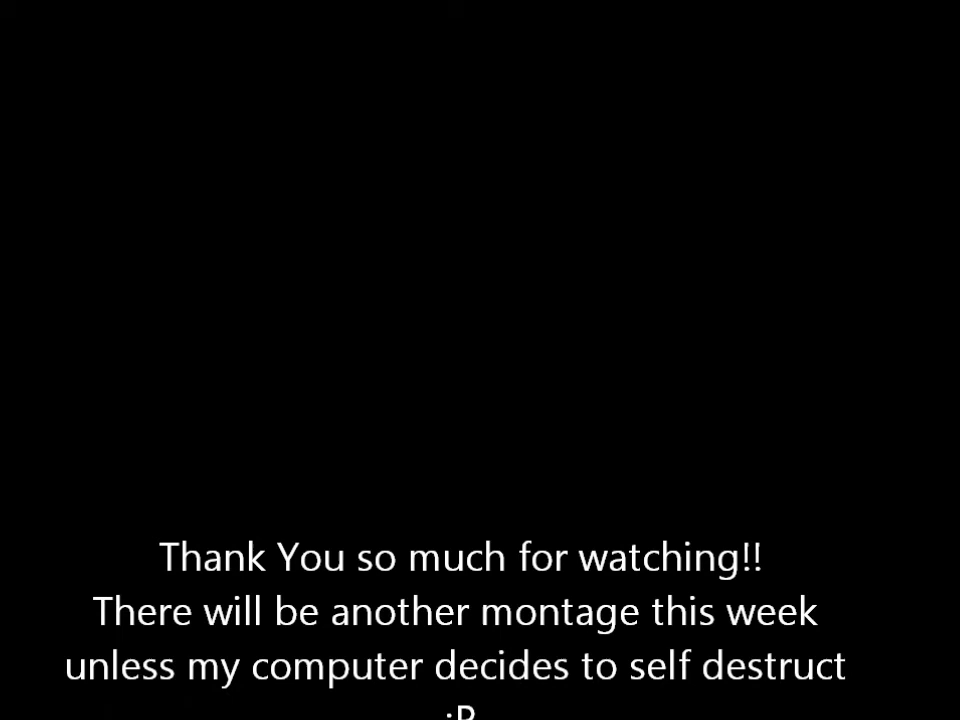 Thank You so much for watching!!
There will be another montage this week
unless my computer decides to self destruct
:P